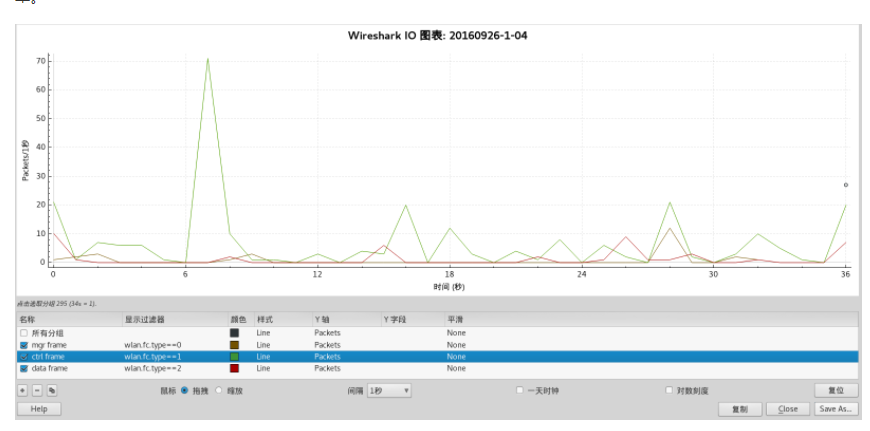 单。
Wireshark IO 图表: 20160926-1-04
70
60
50
40
30
20
10
0
Packets/1秒
0 6 12 18 24 30 36
时间 (秒)
点击选取分组 295 (34s = 1).
名称 显示过滤器 颜色 样式 Y 轴 Y 字段 平滑
所有分组 Line Packets None
mgr frame wlan.fc.type==0 Line Packets None
ctrl frame wlan.fc.type==1 Line Packets None
data frame wlan.fc.type==2 Line Packets None
+ - 鼠标 拖拽 缩放 间隔 1秒 一天时钟 对数刻度 复位
Help 复制 Close Save As...